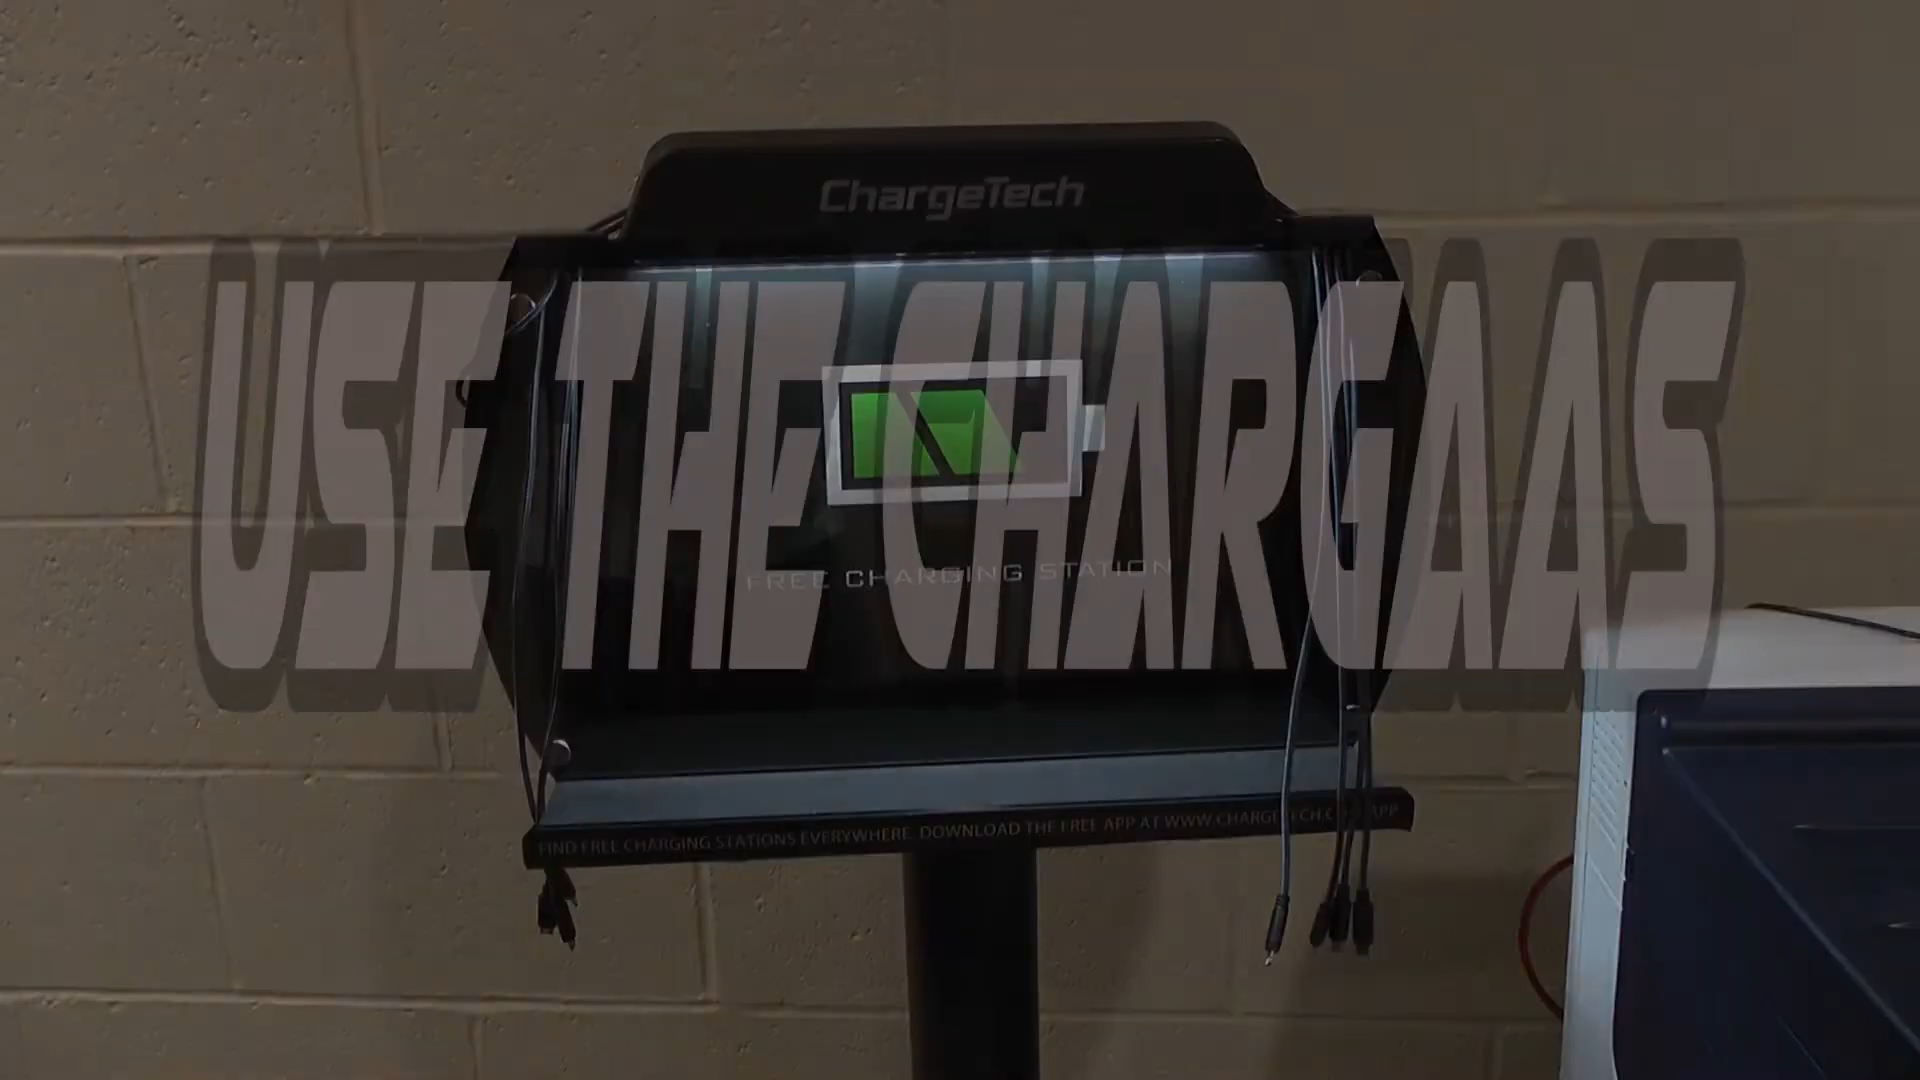 ChargeTech
USE THE CHARGAAS
FREE CHARGING STATION
FIND FREE CHARGING STATIONS EVERYWHERE. DOWNLOAD THE FREE APP AT WWW.CHARGETECH.COM/APP